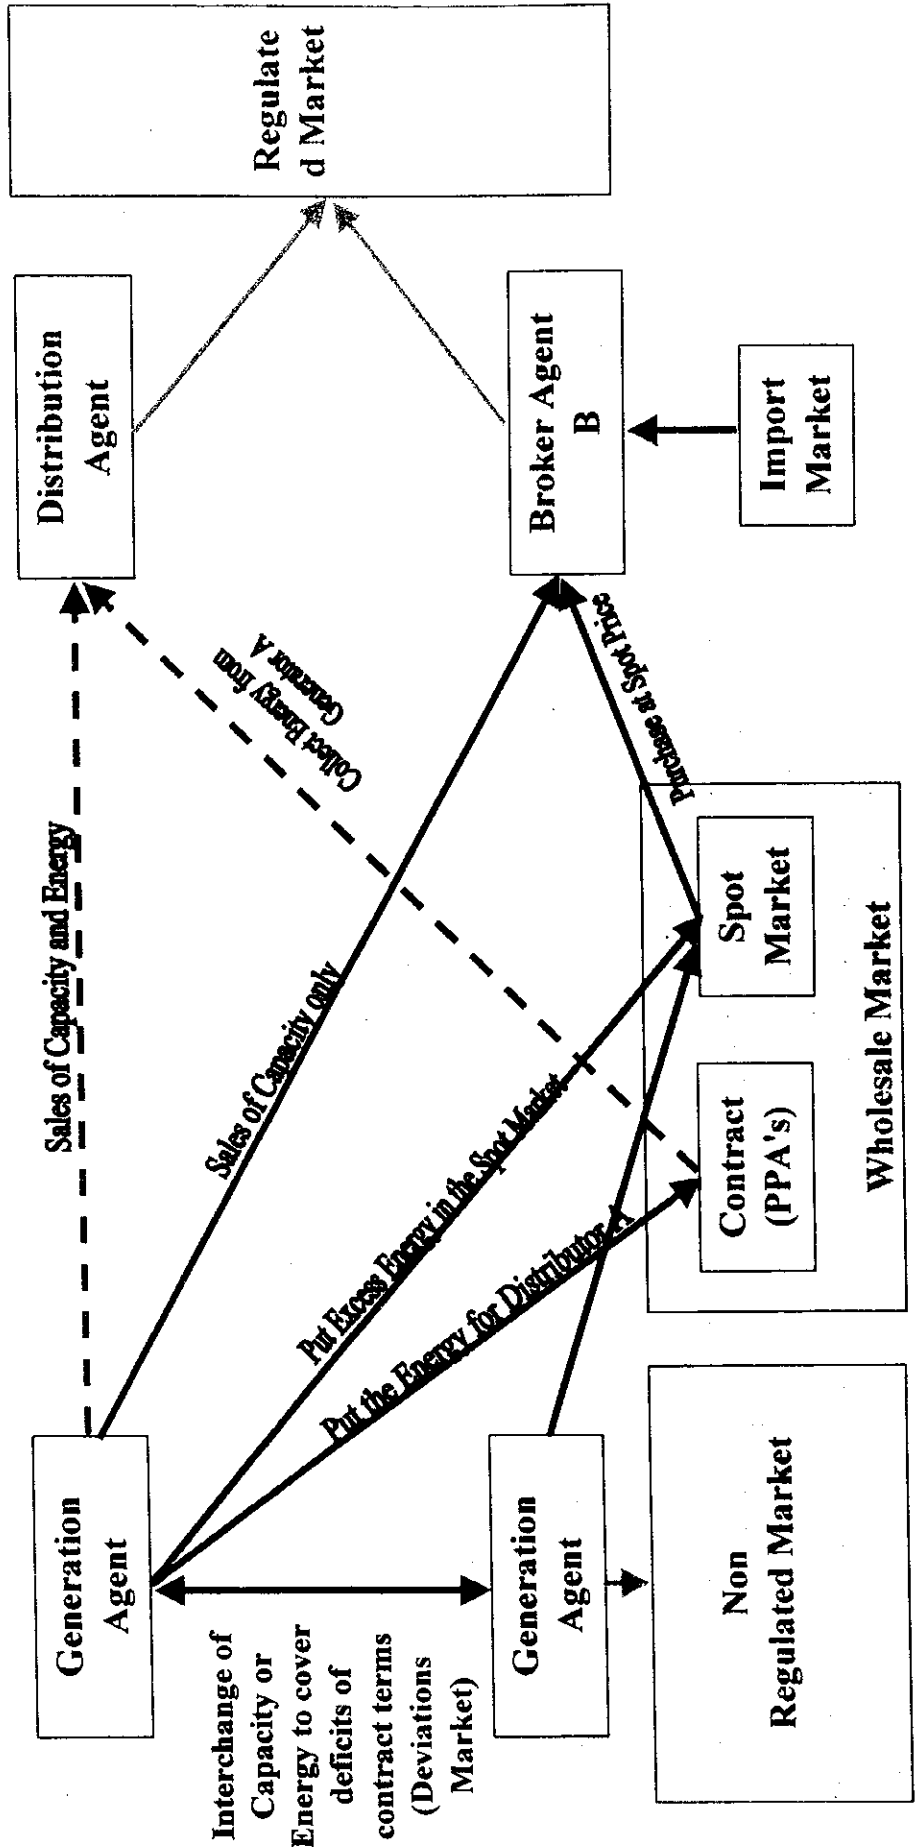 Generation
Agent
Sales of Capacity and Energy
Distribution
Agent
Regulate
d Market
Collect Energy from
Generator A
Sales of Capacity only
Interchange of
Capacity or
Energy to cover
deficits of
contract terms
(Deviations
Market)
Put Excess Energy in the Spot Market
Put the Energy for Distributor A
Generation
Agent
Broker Agent
B
Purchase at Spot Price
Contract
(PPA's)
Spot
Market
Wholesale Market
Import
Market
Non
Regulated Market